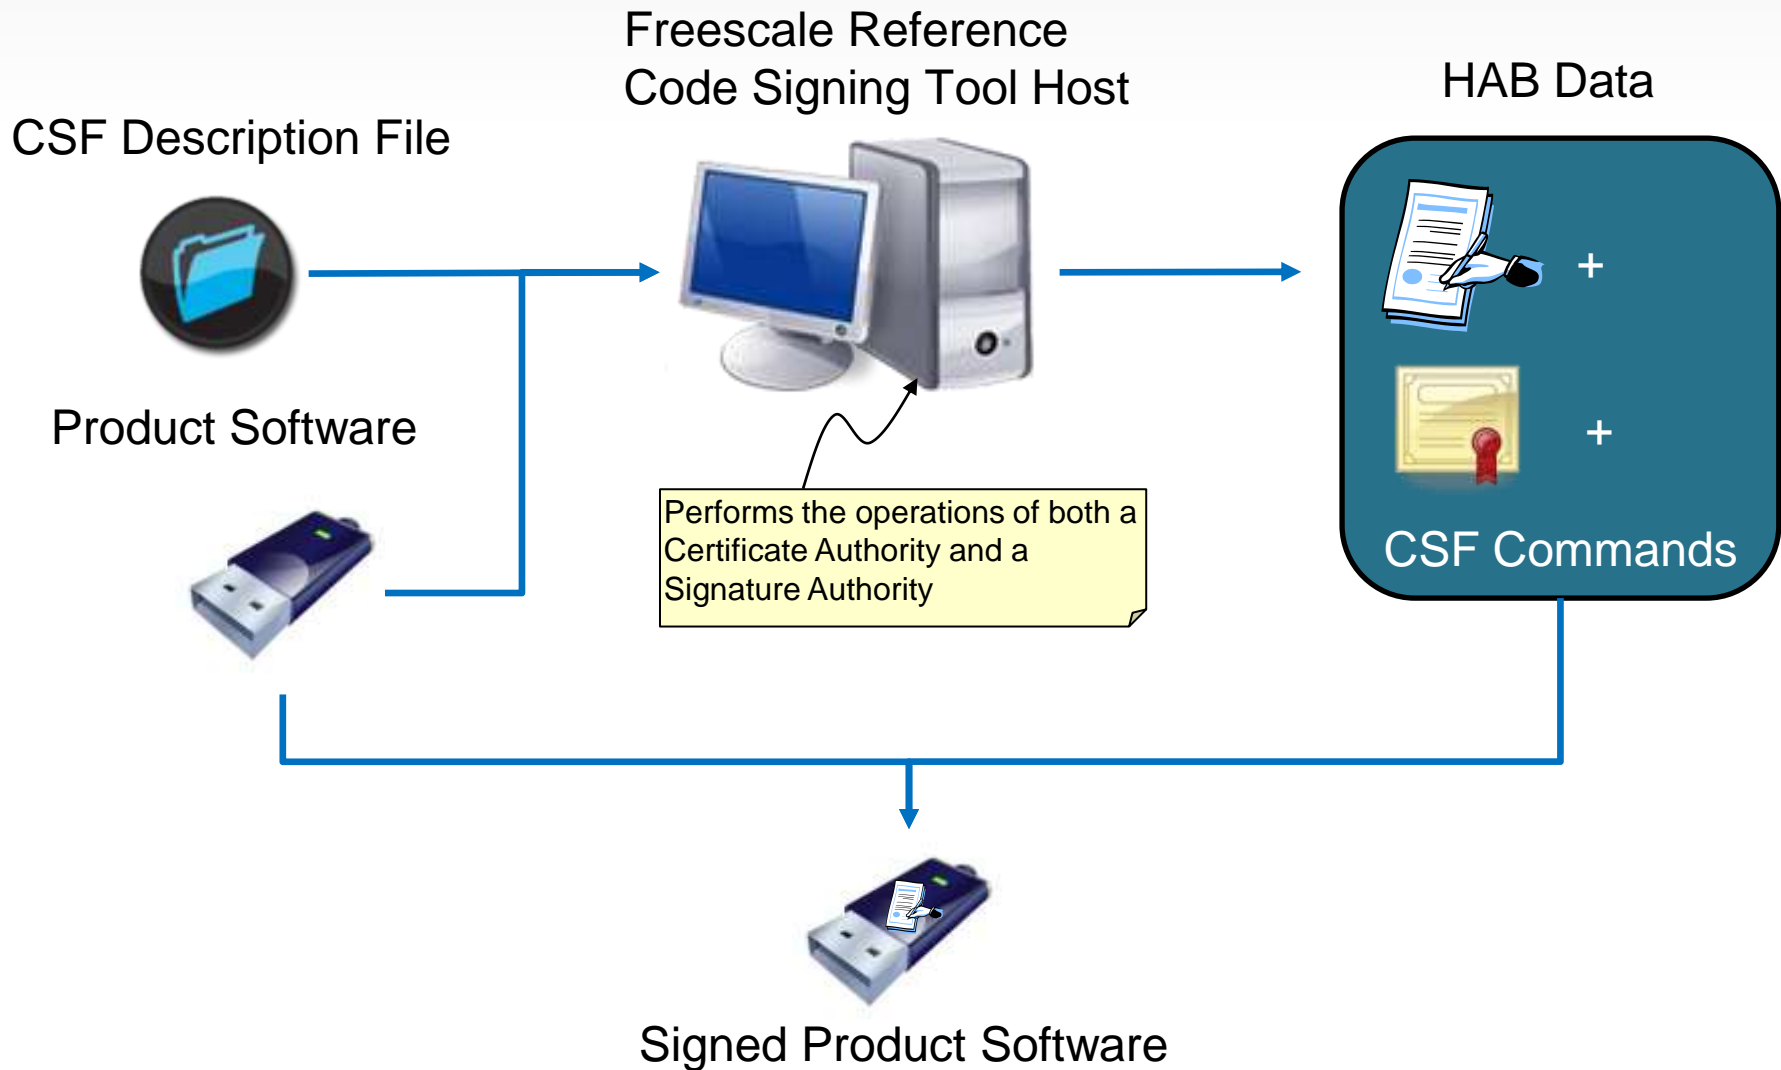 Freescale Reference
Code Signing Tool Host
HAB Data
CSF Description File
+
Product Software
+
Performs the operations of both a
Certificate Authority and a
Signature Authority
CSF Commands
Signed Product Software